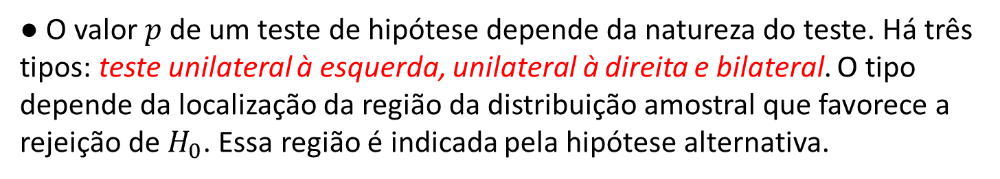 ● O valor p de um teste de hipótese depende da natureza do teste. Há três
tipos: teste unilateral à esquerda, unilateral à direita e bilateral. O tipo
depende da localização da região da distribuição amostral que favorece a
rejeição de H₀. Essa região é indicada pela hipótese alternativa.